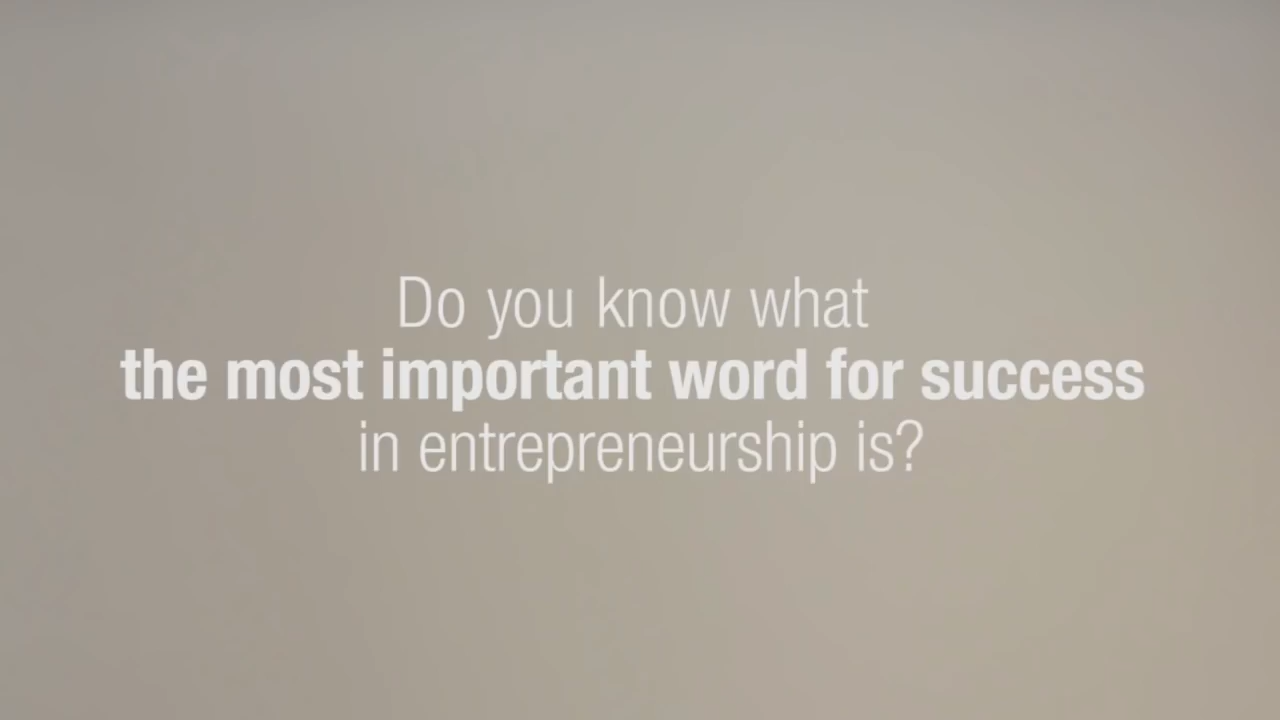 Do you know what
the most important word for success
in entrepreneurship is?